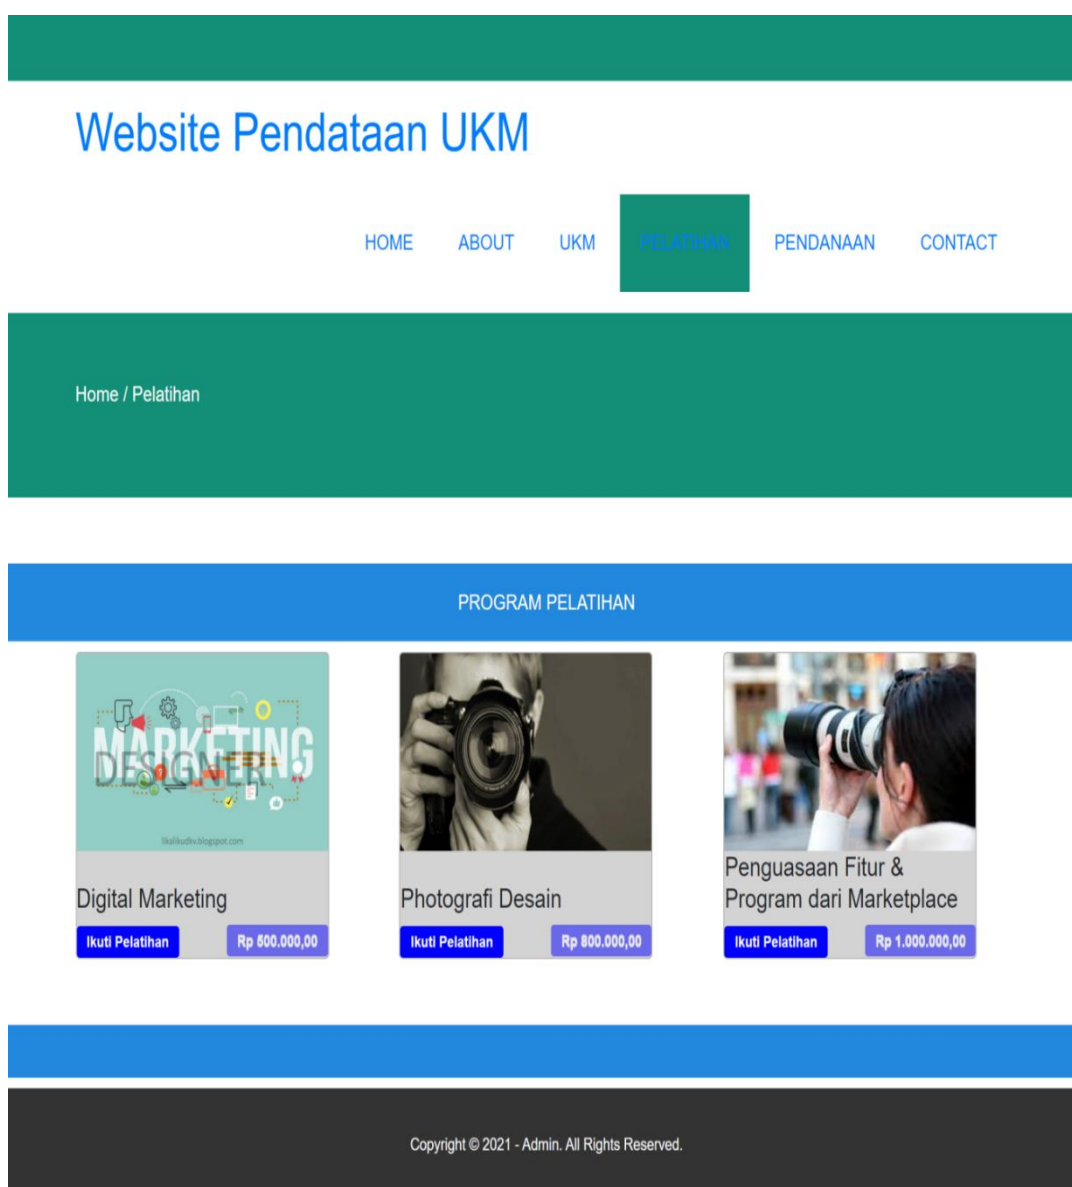 Website Pendataan UKM
HOME ABOUT UKM PELATIHAN PENDANAAN CONTACT
Home / Pelatihan
PROGRAM PELATIHAN
MARKETING
DESIGNER
Digital Marketing
Ikuti Pelatihan Rp 500.000,00
Photografi Desain
Ikuti Pelatihan Rp 800.000,00
Penguasaan Fitur &
Program dari Marketplace
Ikuti Pelatihan Rp 1.000.000,00
Copyright © 2021 - Admin. All Rights Reserved.